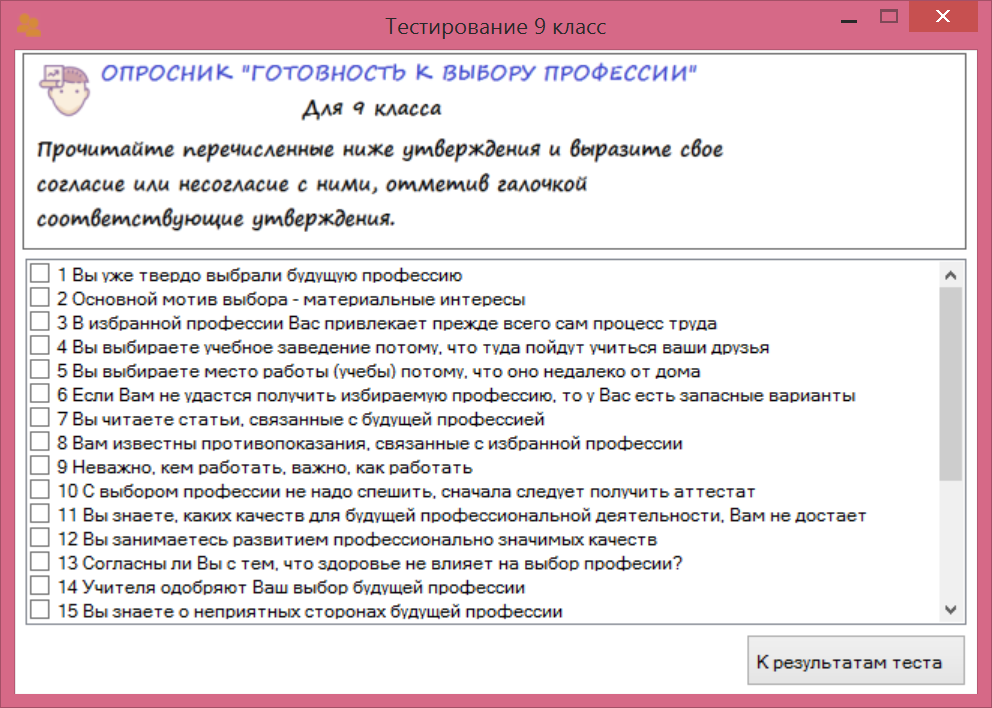 Тестирование 9 класс
ОПРОСНИК "ГОТОВНОСТЬ К ВЫБОРУ ПРОФЕССИИ"
Для 9 класса
Прочитайте перечисленные ниже утверждения и выразите свое
согласие или несогласие с ними, отметив галочкой
соответствующие утверждения.
1 Вы уже твердо выбрали будущую профессию
2 Основной мотив выбора - материальные интересы
3 В избранной профессии Вас привлекает прежде всего сам процесс труда
4 Вы выбираете учебное заведение потому, что туда пойдут учиться ваши друзья
5 Вы выбираете место работы (учебы) потому, что оно недалеко от дома
6 Если Вам не удастся получить избираемую профессию, то у Вас есть запасные варианты
7 Вы читаете статьи, связанные с будущей профессией
8 Вам известны противопоказания, связанные с избранной профессии
9 Неважно, кем работать, важно, как работать
10 С выбором профессии не надо спешить, сначала следует получить аттестат
11 Вы знаете, каких качеств для будущей профессиональной деятельности, Вам не достает
12 Вы занимаетесь развитием профессионально значимых качеств
13 Согласны ли Вы с тем, что здоровье не влияет на выбор професии?
14 Учителя одобряют Ваш выбор будущей профессии
15 Вы знаете о неприятных сторонах будущей профессии
К результатам теста